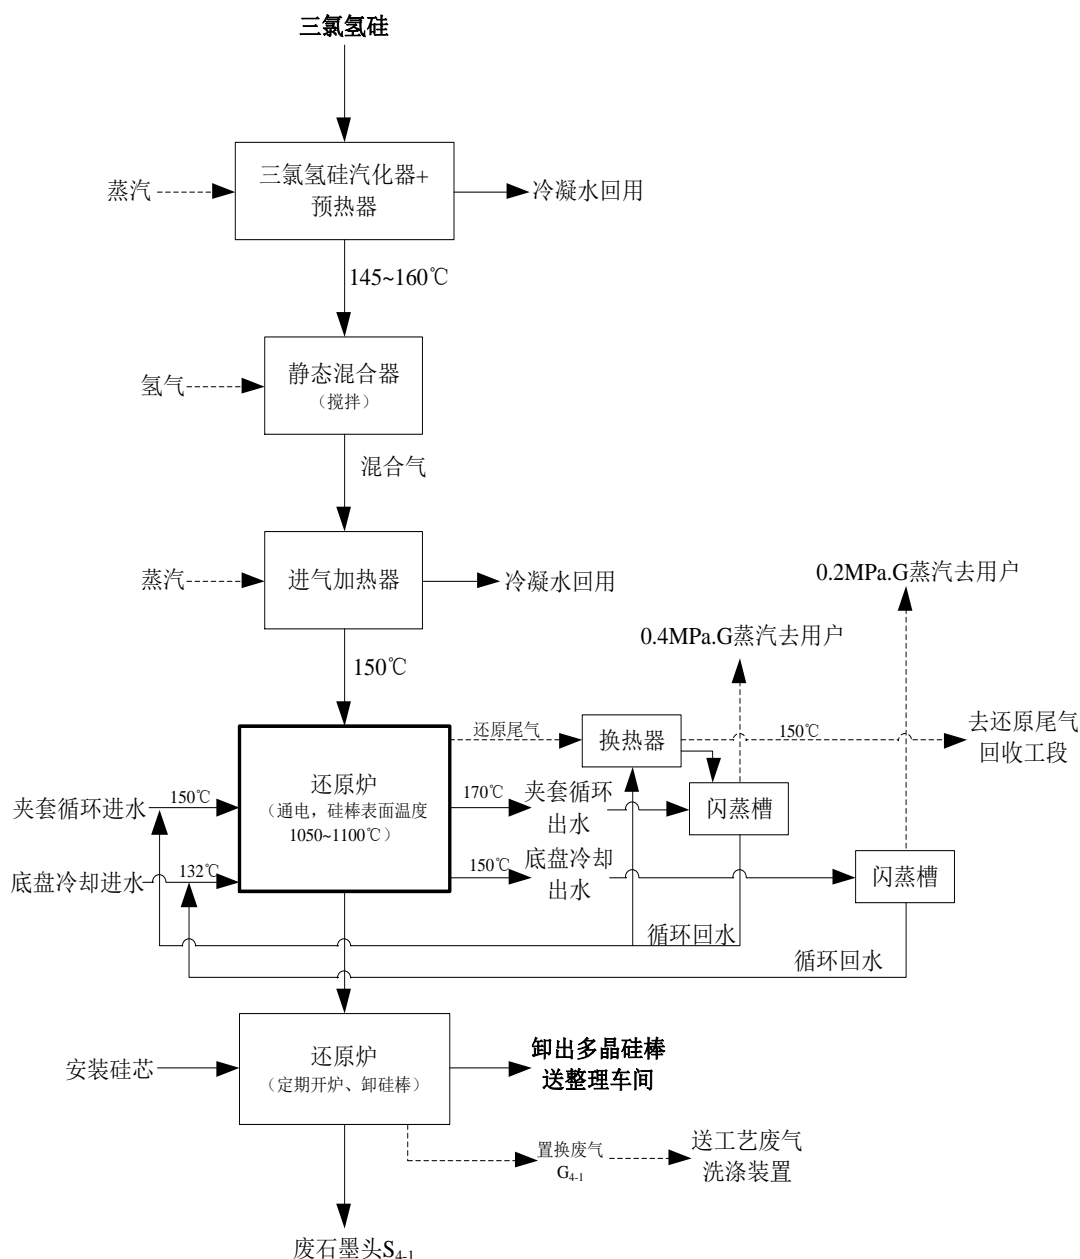 三氯氢硅
三氯氢硅汽化器+
预热器
蒸汽
冷凝水回用
145~160℃
静态混合器
（搅拌）
氢气
混合气
蒸汽
进气加热器
冷凝水回用
0.2MPa.G蒸汽去用户
0.4MPa.G蒸汽去用户
150℃
还原尾气
换热器
150℃
去还原尾气
回收工段
还原炉
（通电，硅棒表面温度
1050~1100℃）
夹套循环进水
150℃
170℃
夹套循环
出水
闪蒸槽
底盘冷却进水
132℃
150℃
底盘冷却
出水
闪蒸槽
循环回水
循环回水
还原炉
（定期开炉、卸硅棒）
安装硅芯
卸出多晶硅棒
送整理车间
置换废气
G4-1
送工艺废气
洗涤装置
废石墨头S4-1